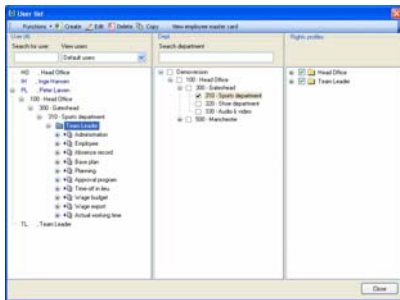 User list
Functions Create Edit Delete Copy New employee master card
User (4)
Search for user: View users:
Default users
HO , Head Office
IH , Inge Hansen
PL , Peter Larsen
100 - Head Office
300 - Gateshead
310 - Sports department
Team Leader
Administration
Employee
Absence record
Base plan
Planning
Approval program
Time-off in lieu
Wage budget
Wage export
Actual working time
TL , Team Leader
Dept.
Search department
Demo version
100 - Head Office
300 - Gateshead
310 - Sports department
320 - Shoe department
330 - Audio & video
500 - Manchester
Rights profiles
Head Office
Team Leader
Close